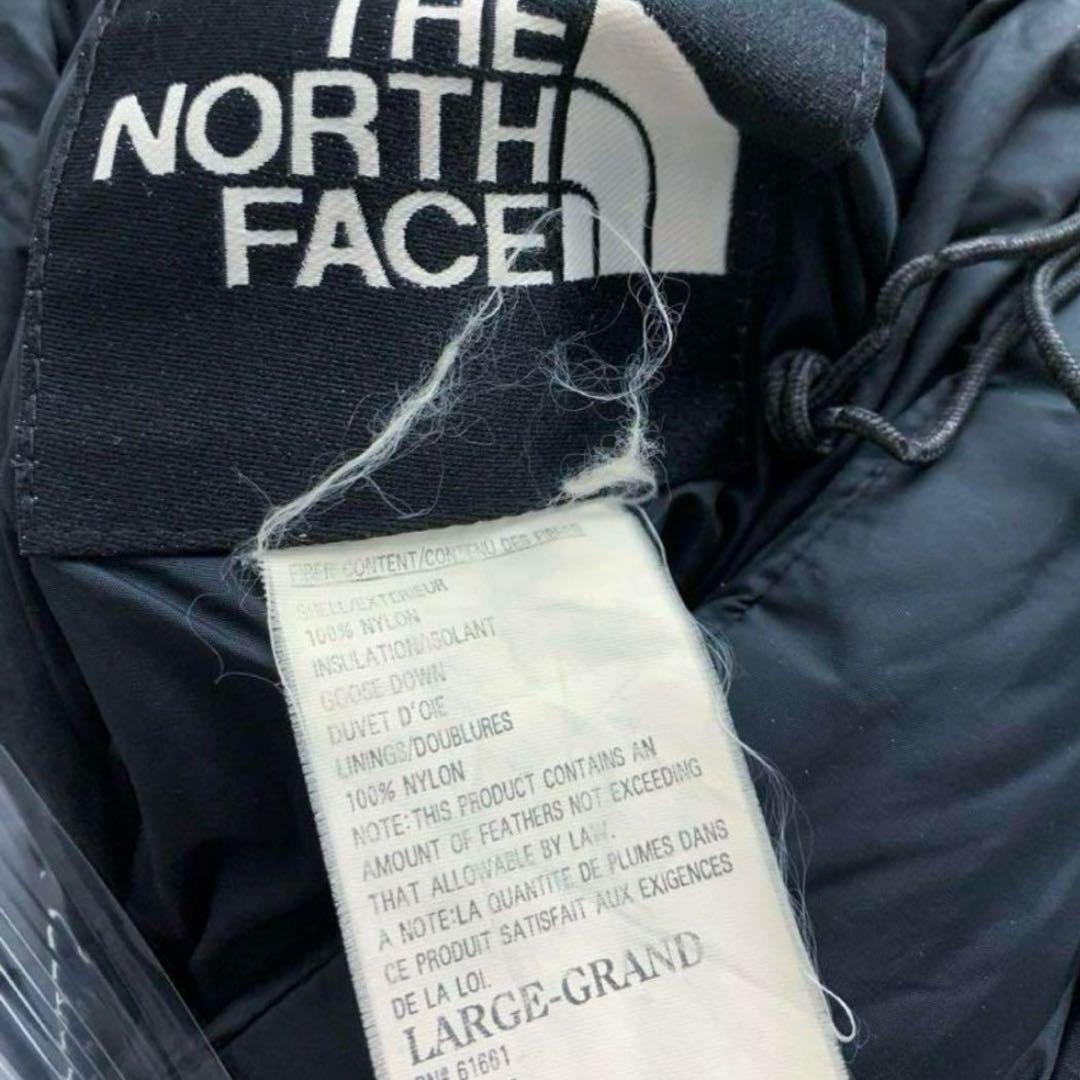 THE
NORTH
FACE
FIBER CONTENT/CONTENU DES FIBRES
SHELL/EXTERIEUR
100% NYLON
INSULATION/ISOLANT
GOOSE DOWN
DUVET D'OIE
LININGS/DOUBLURES
100% NYLON
NOTE:THIS PRODUCT CONTAINS AN
AMOUNT OF FEATHERS NOT EXCEEDING
THAT ALLOWABLE BY LAW.
A NOTE:LA QUANTITE DE PLUMES DANS
CE PRODUIT SATISFAIT AUX EXIGENCES
DE LA LOI.
LARGE-GRAND
RN° 61661